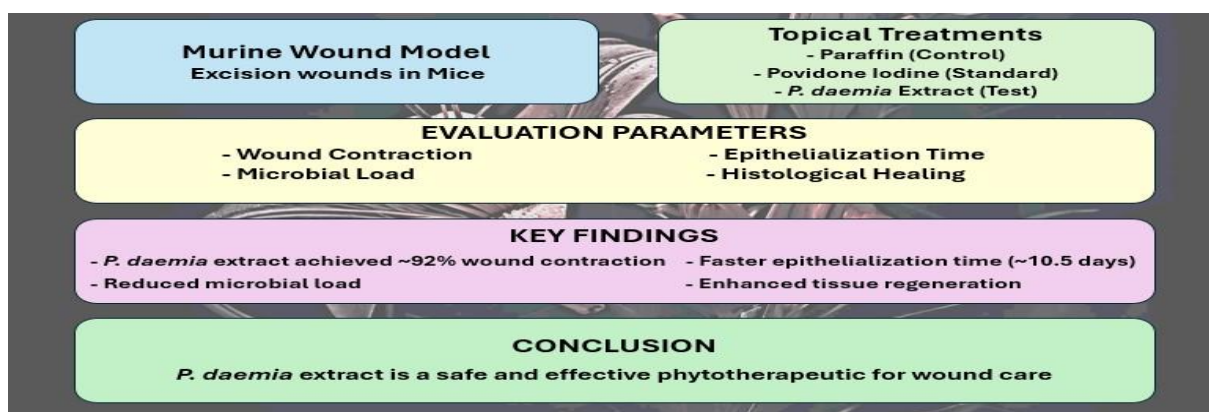 Murine Wound Model
Excision wounds in Mice
Topical Treatments
- Paraffin (Control)
- Povidone Iodine (Standard)
- P. daemia Extract (Test)
EVALUATION PARAMETERS
- Wound Contraction
- Microbial Load
- Epithelialization Time
- Histological Healing
KEY FINDINGS
- P. daemia extract achieved ~92% wound contraction
- Reduced microbial load
- Faster epithelialization time (~10.5 days)
- Enhanced tissue regeneration
CONCLUSION
P. daemia extract is a safe and effective phytotherapeutic for wound care